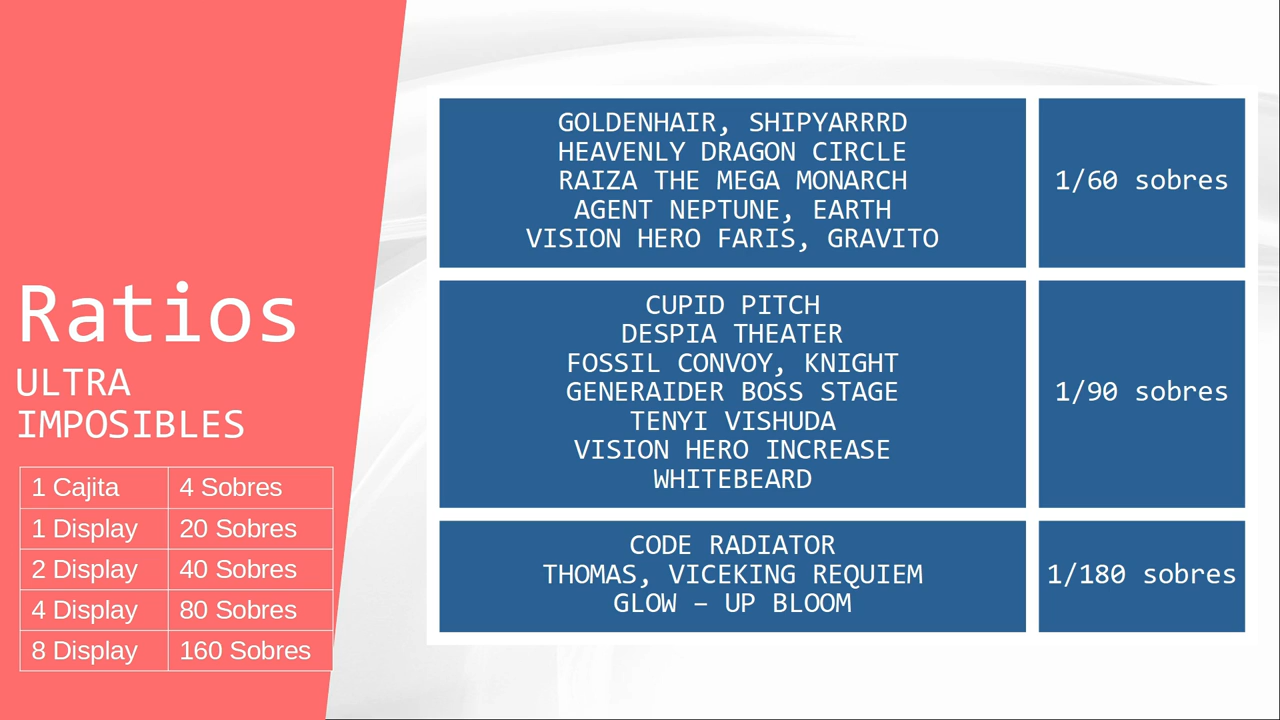 Ratios
ULTRA
IMPOSIBLES
1 Cajita 4 Sobres
1 Display 20 Sobres
2 Display 40 Sobres
4 Display 80 Sobres
8 Display 160 Sobres
GOLDENHAIR, SHIPYARRRD
HEAVENLY DRAGON CIRCLE
RAIZA THE MEGA MONARCH
AGENT NEPTUNE, EARTH
VISION HERO FARIS, GRAVITO
1/60 sobres
CUPID PITCH
DESPIA THEATER
FOSSIL CONVOY, KNIGHT
GENERAIDER BOSS STAGE
TENYI VISHUDA
VISION HERO INCREASE
WHITEBEARD
1/90 sobres
CODE RADIATOR
THOMAS, VICEKING REQUIEM
GLOW – UP BLOOM
1/180 sobres